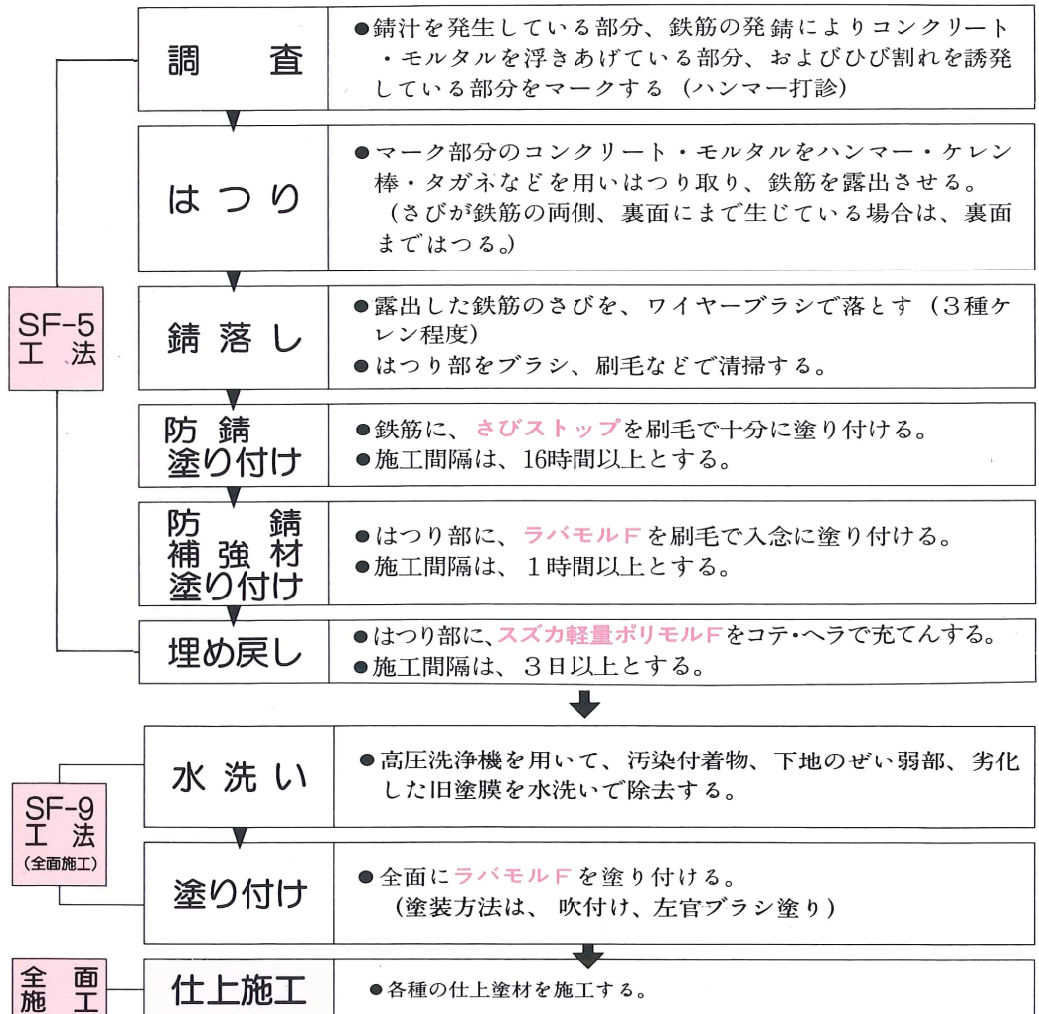 調査
●錆汁を発生している部分、鉄筋の発錆によりコンクリート
・モルタルを浮きあげている部分、およびひび割れを誘発
している部分をマークする (ハンマー打診)
はつり
●マーク部分のコンクリート・モルタルをハンマー・ケレン
棒・タガネなどを用いはつり取り、鉄筋を露出させる。
(さびが鉄筋の両側、裏面にまで生じている場合は、裏面
まではつる。)
SF-5
工法
錆落し
●露出した鉄筋のさびを、ワイヤーブラシで落とす (3種ケ
レン程度)
●はつり部をブラシ、刷毛などで清掃する。
防錆
塗り付け
●鉄筋に、さびストップを刷毛で十分に塗り付ける。
●施工間隔は、16時間以上とする。
防錆
補強材
塗り付け
●はつり部に、ラバモルFを刷毛で入念に塗り付ける。
●施工間隔は、1時間以上とする。
埋め戻し
●はつり部に、スズカ軽量ポリモルFをコテ・ヘラで充てんする。
●施工間隔は、3日以上とする。
SF-9
工法
(全面施工)
水洗い
●高圧洗浄機を用いて、汚染付着物、下地のぜい弱部、劣化
した旧塗膜を水洗いで除去する。
塗り付け
●全面にラバモルFを塗り付ける。
(塗装方法は、吹付け、左官ブラシ塗り)
全面
施工
仕上施工
●各種の仕上塗材を施工する。